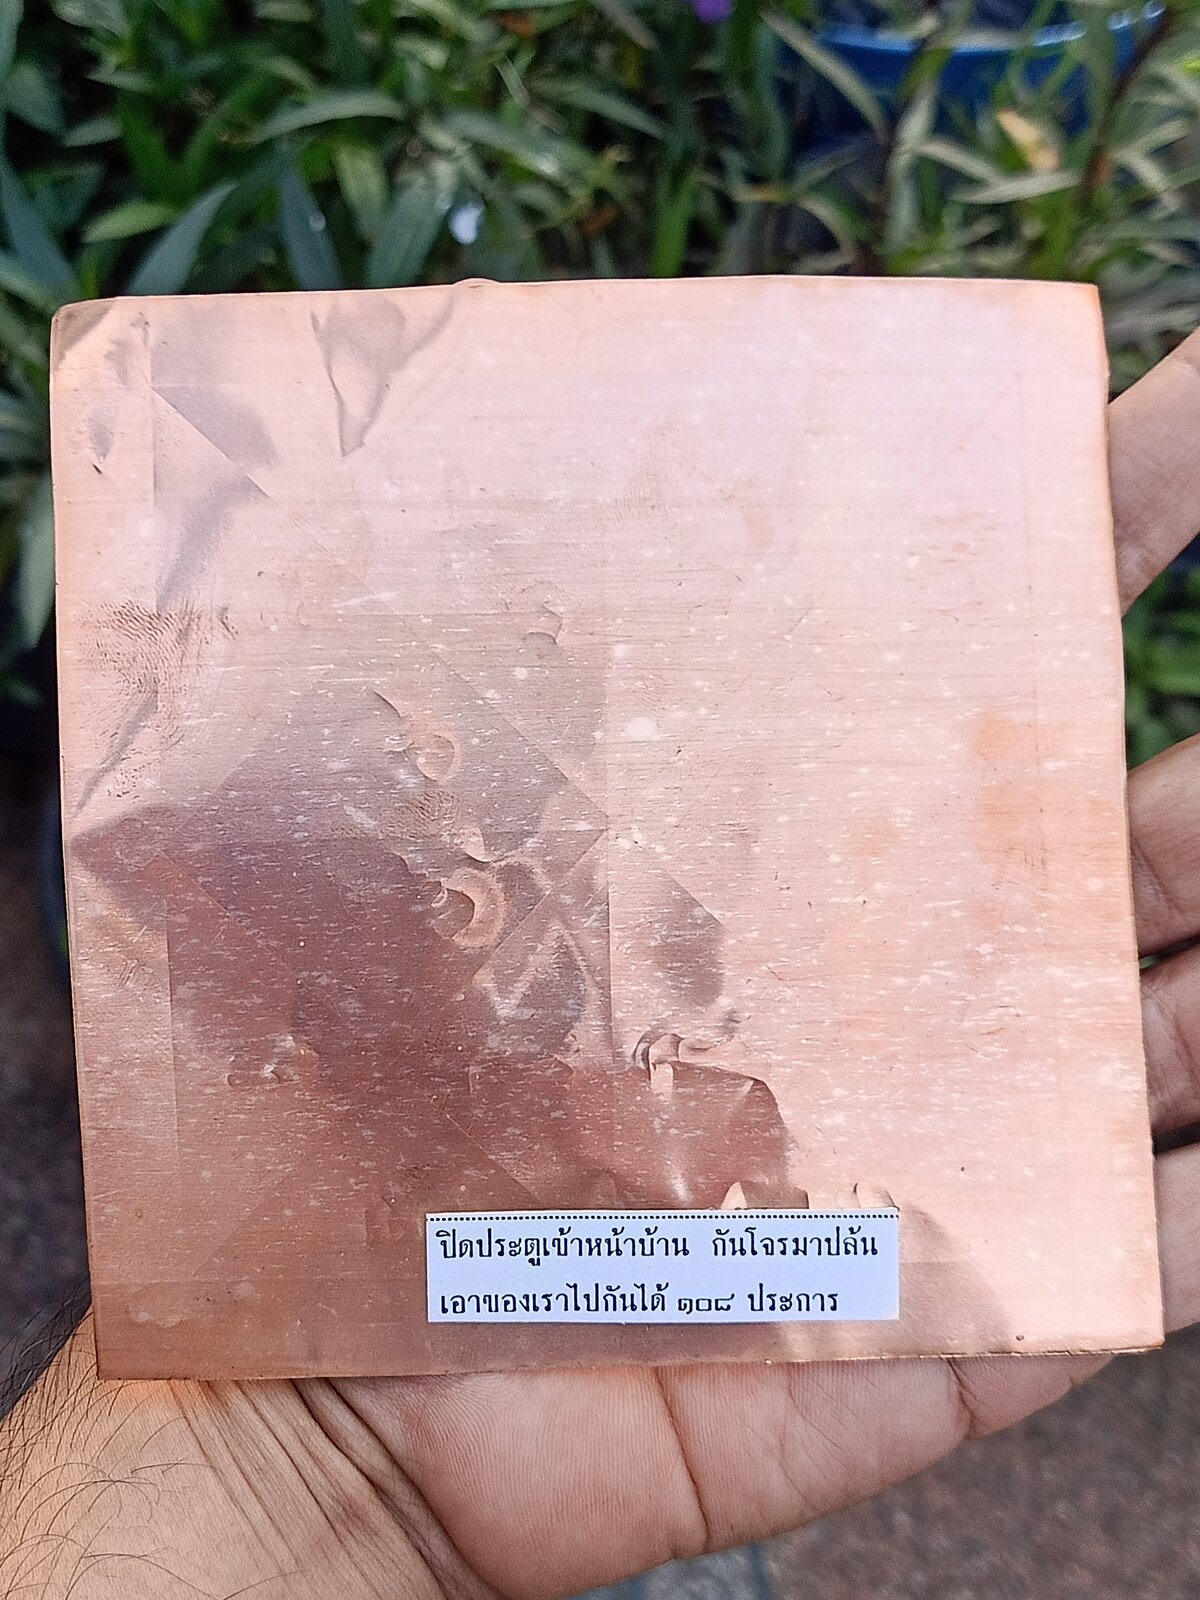 ปิดประตูเข้าหน้าบ้าน กันโจรมาปล้น
เอาของเราไปกันได้ ๑๐๘ ประการ